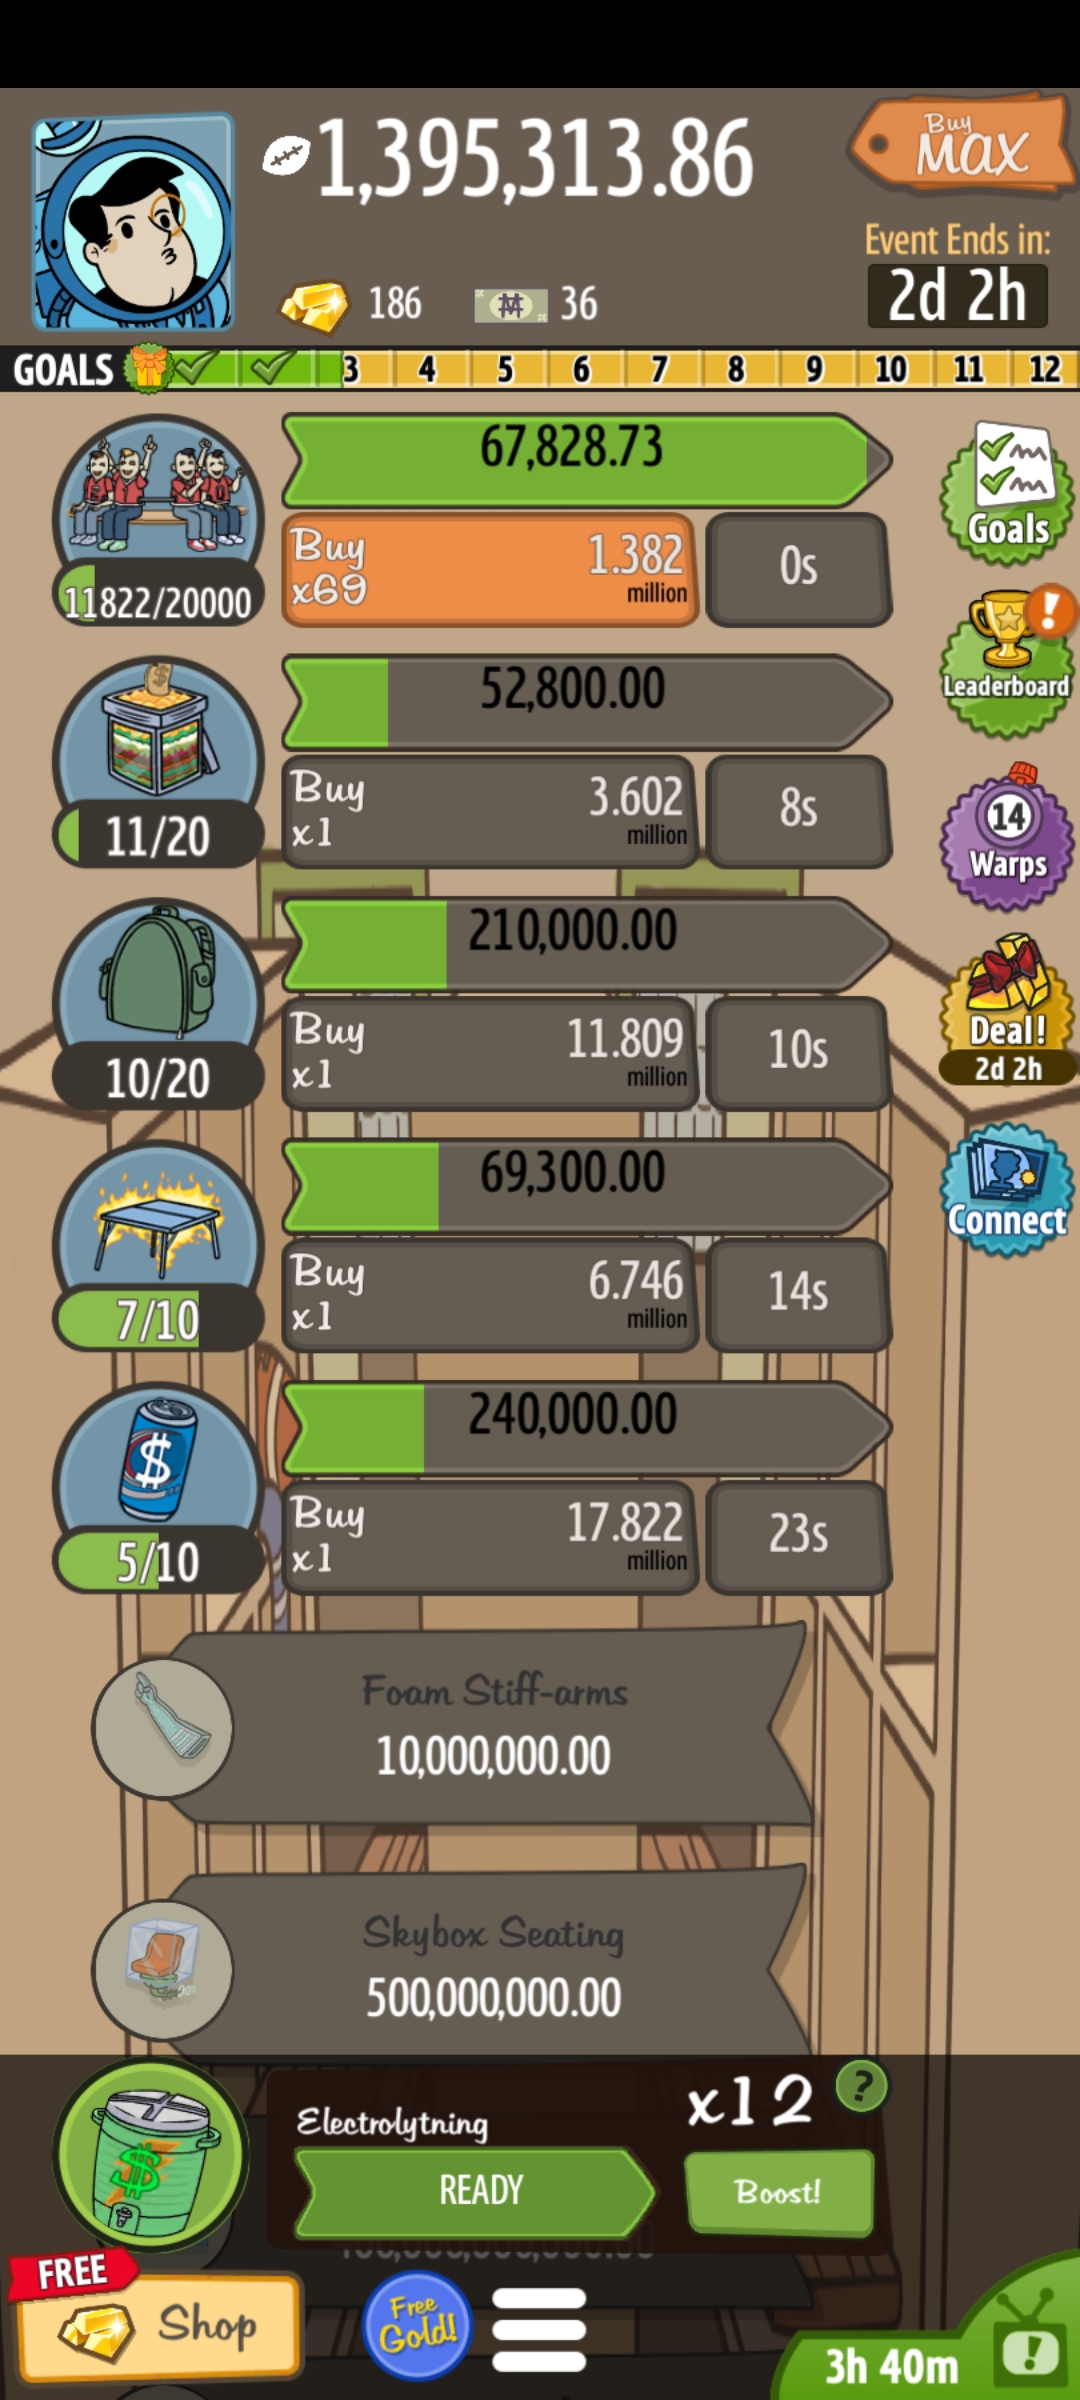 1,395,313.86
Buy
MAX
Event Ends in:
2d 2h
186
36
GOALS 3 4 5 6 7 8 9 10 11 12
67,828.73
Buy
x69
1.382
million
0s
11822/20000
Goals
Leaderboard
52,800.00
Buy
x1
3.602
million
8s
11/20
14
Warps
210,000.00
Buy
x1
11.809
million
10s
10/20
Deal!
2d 2h
69,300.00
Buy
x1
6.746
million
14s
7/10
Connect
240,000.00
Buy
x1
17.822
million
23s
5/10
Foam Stiff-arms
10,000,000.00
Skybox Seating
500,000,000.00
Electrolytning
x12
?
READY
Boost!
FREE
Shop
Free
Gold!
3h 40m